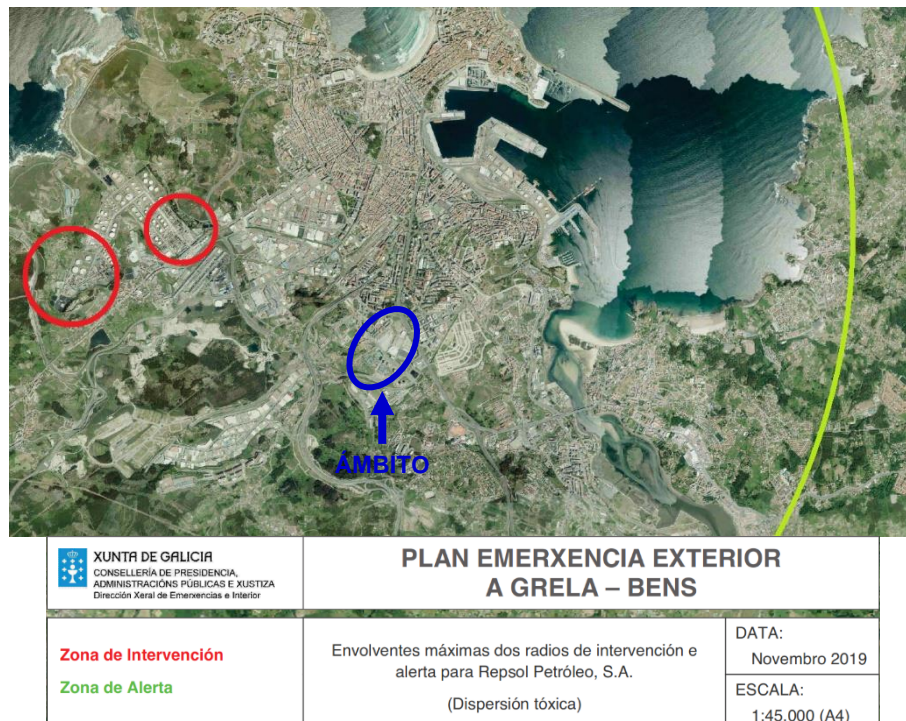 ÁMBITO
XUNTA DE GALICIA
CONSELLERÍA DE PRESIDENCIA,
ADMINISTRACIÓNS PÚBLICAS E XUSTIZA
Dirección Xeral de Emerxencias e Interior
PLAN EMERXENCIA EXTERIOR
A GRELA – BENS
Zona de Intervención
Zona de Alerta
Envolventes máximas dos radios de intervención e
alerta para Repsol Petróleo, S.A.
(Dispersión tóxica)
DATA:
Novembro 2019
ESCALA:
1:45.000 (A4)